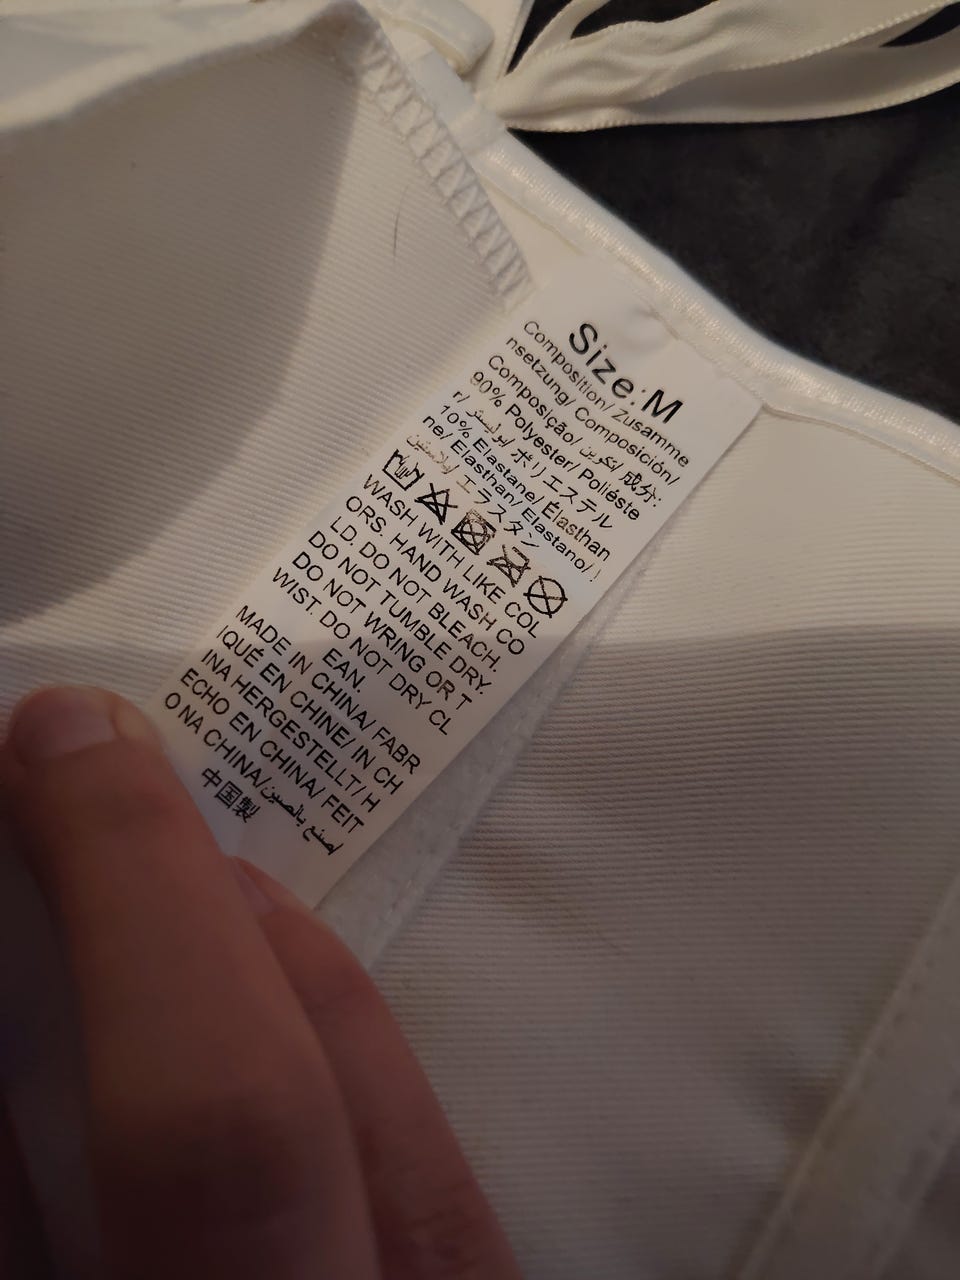 Size:M
Composition/ Zusamme
nsetzung/ Composición/
Composição/ تكوين/ 成分:
90% Polyester/ Polieste
r/ بوليستر/ ポリエステル
10% Elastane/ Élasthan
ne/ Elasthan/ Elastano/
إيلاستين/ エラスタン
WASH WITH LIKE COL
ORS. HAND WASH CO
LD. DO NOT BLEACH.
DO NOT TUMBLE DRY.
DO NOT WRING OR T
WIST. DO NOT DRY CL
EAN.
MADE IN CHINA/ FABR
IQUÉ EN CHINE/ IN CH
INA HERGESTELLT/ H
ECHO EN CHINA/ FEIT
O NA CHINA/صنع بالصين/
中国製